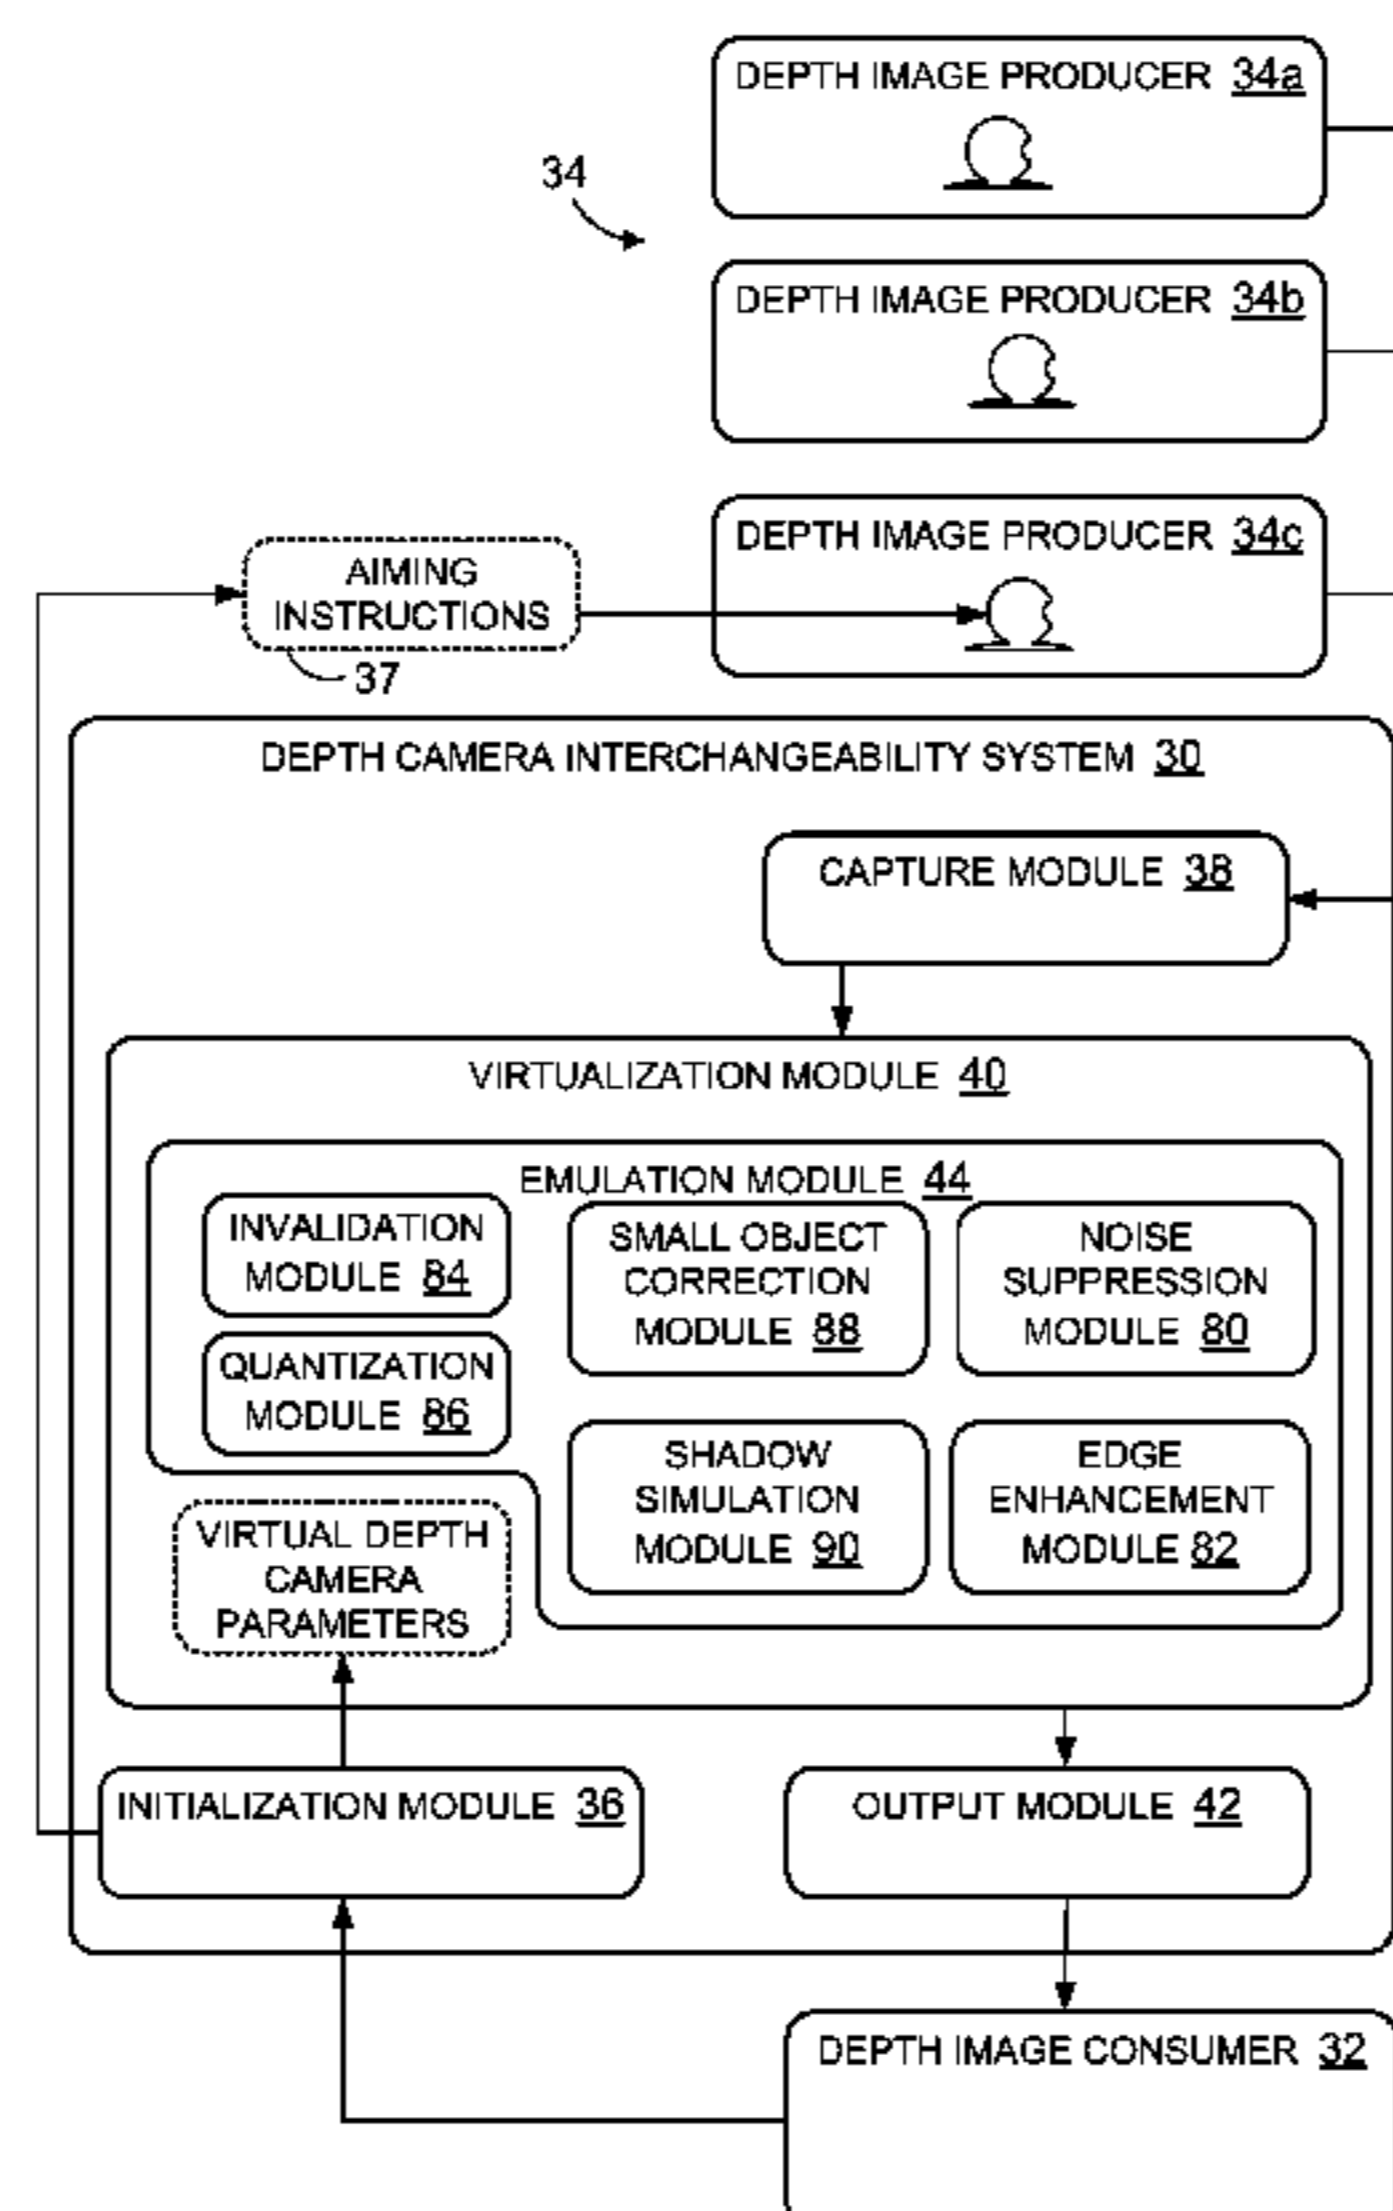 DEPTH IMAGE PRODUCER 34a
34
DEPTH IMAGE PRODUCER 34b
DEPTH IMAGE PRODUCER 34c
AIMING
INSTRUCTIONS
37
DEPTH CAMERA INTERCHANGEABILITY SYSTEM 30
CAPTURE MODULE 38
VIRTUALIZATION MODULE 40
EMULATION MODULE 44
INVALIDATION
MODULE 84
SMALL OBJECT
CORRECTION
MODULE 88
NOISE
SUPPRESSION
MODULE 80
QUANTIZATION
MODULE 86
SHADOW
SIMULATION
MODULE 90
EDGE
ENHANCEMENT
MODULE 82
VIRTUAL DEPTH
CAMERA
PARAMETERS
INITIALIZATION MODULE 36
OUTPUT MODULE 42
DEPTH IMAGE CONSUMER 32